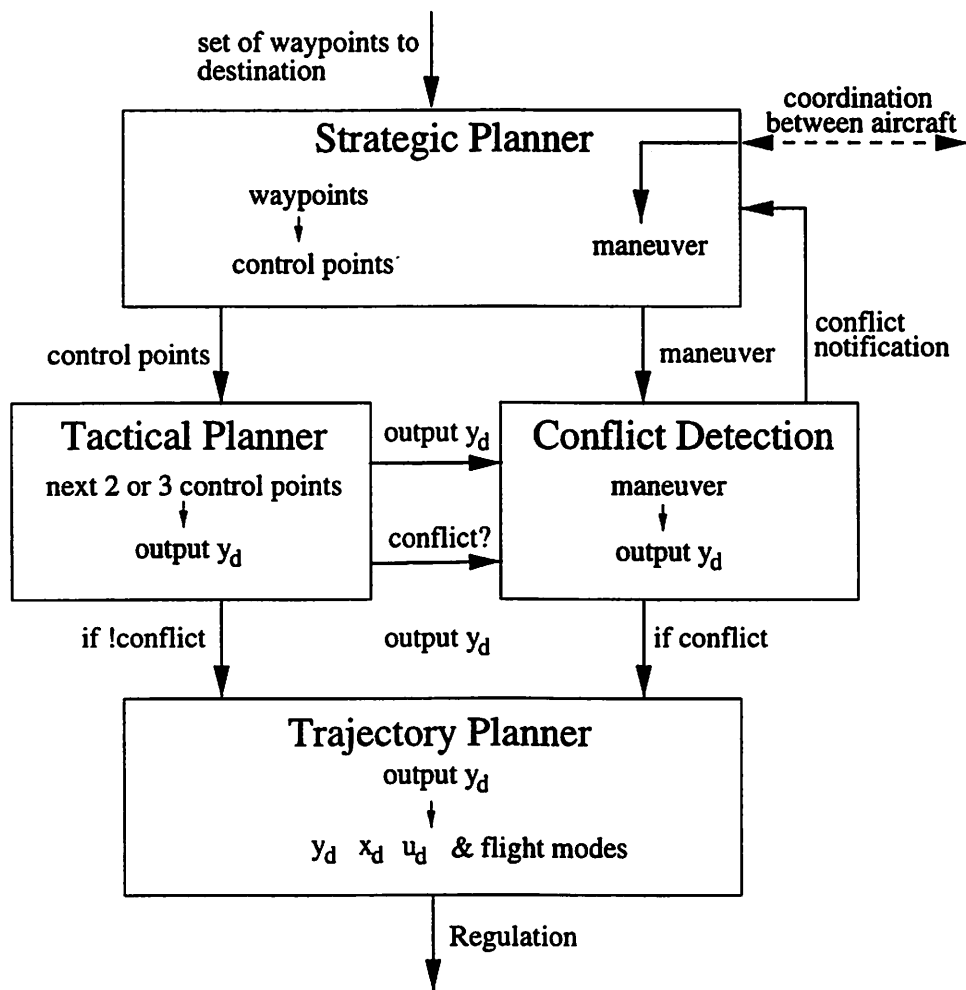 set of waypoints to
destination
coordination
between aircraft
Strategic Planner
waypoints
control points
maneuver
conflict
notification
control points
maneuver
Tactical Planner
next 2 or 3 control points
output y_d
output y_d
conflict?
Conflict Detection
maneuver
output y_d
if !conflict
output y_d
if conflict
Trajectory Planner
output y_d
y_d x_d u_d & flight modes
Regulation